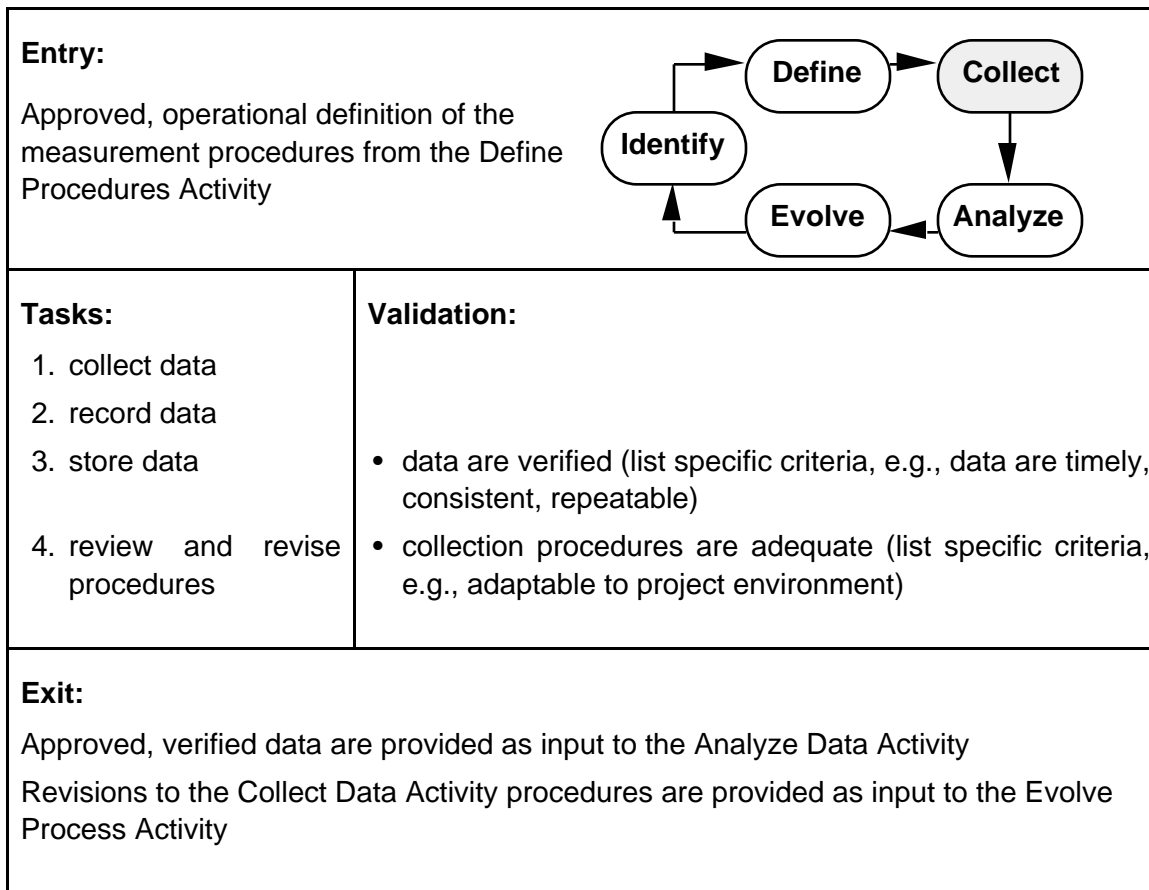 Entry:
Approved, operational definition of the
measurement procedures from the Define
Procedures Activity
Define
Collect
Identify
Evolve
Analyze
Tasks:
1. collect data
2. record data
3. store data
4. review and revise
procedures
Validation:
• data are verified (list specific criteria, e.g., data are timely,
consistent, repeatable)
• collection procedures are adequate (list specific criteria,
e.g., adaptable to project environment)
Exit:
Approved, verified data are provided as input to the Analyze Data Activity
Revisions to the Collect Data Activity procedures are provided as input to the Evolve
Process Activity